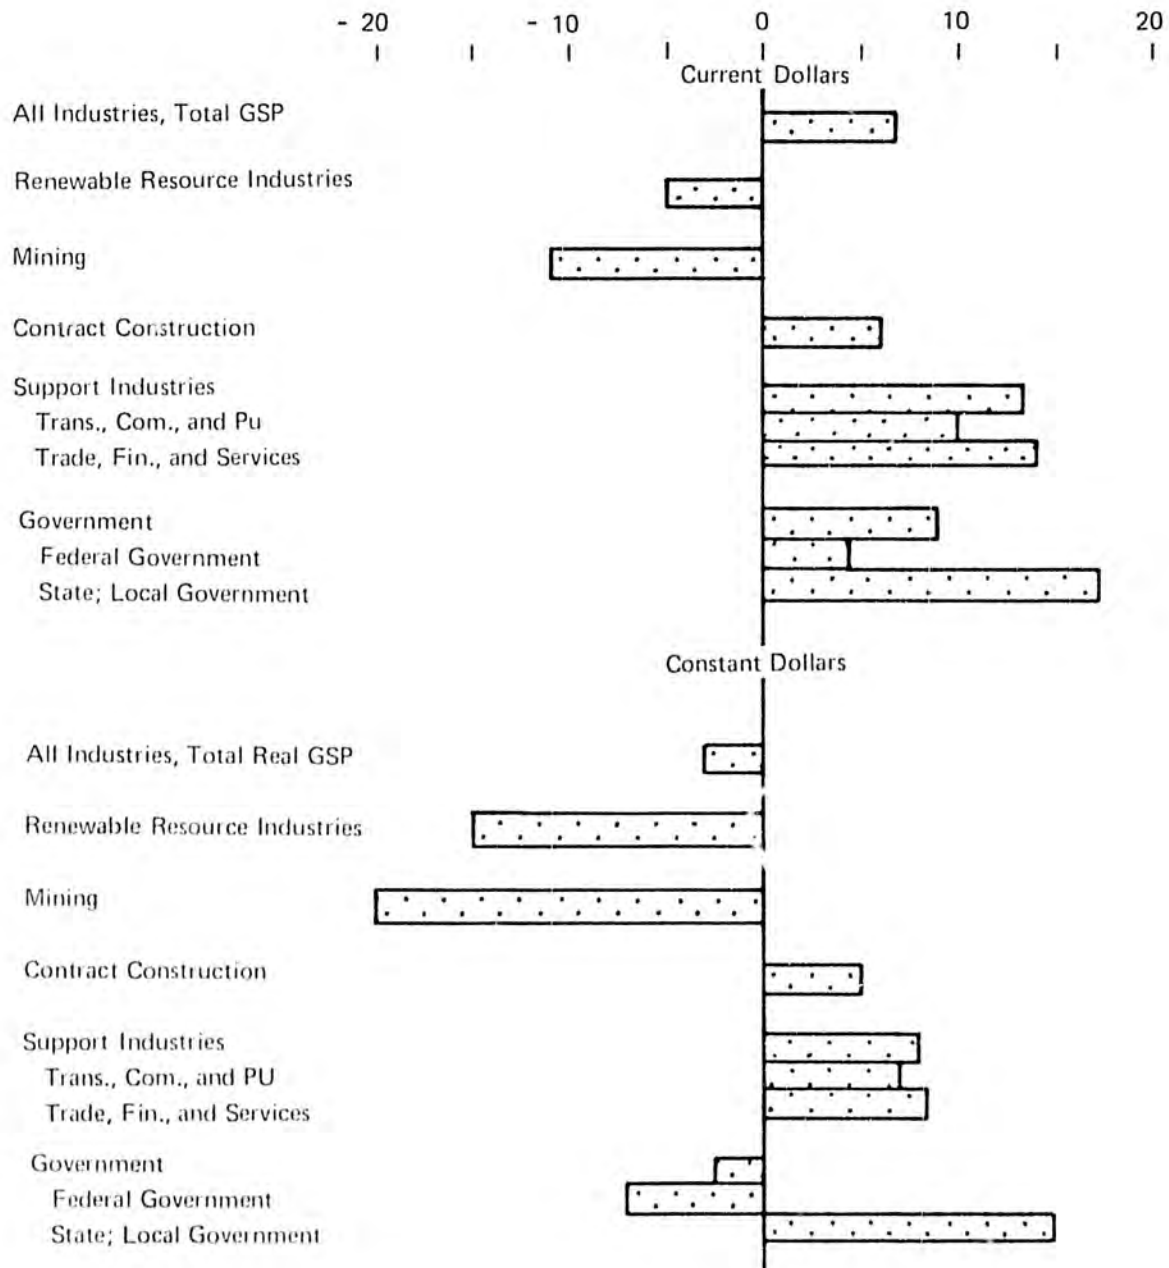 - 20 - 10 0 10 20
Current Dollars
All Industries, Total GSP
Renewable Resource Industries
Mining
Contract Construction
Support Industries
Trans., Com., and Pu
Trade, Fin., and Services
Government
Federal Government
State; Local Government
Constant Dollars
All Industries, Total Real GSP
Renewable Resource Industries
Mining
Contract Construction
Support Industries
Trans., Com., and PU
Trade, Fin., and Services
Government
Federal Government
State; Local Government